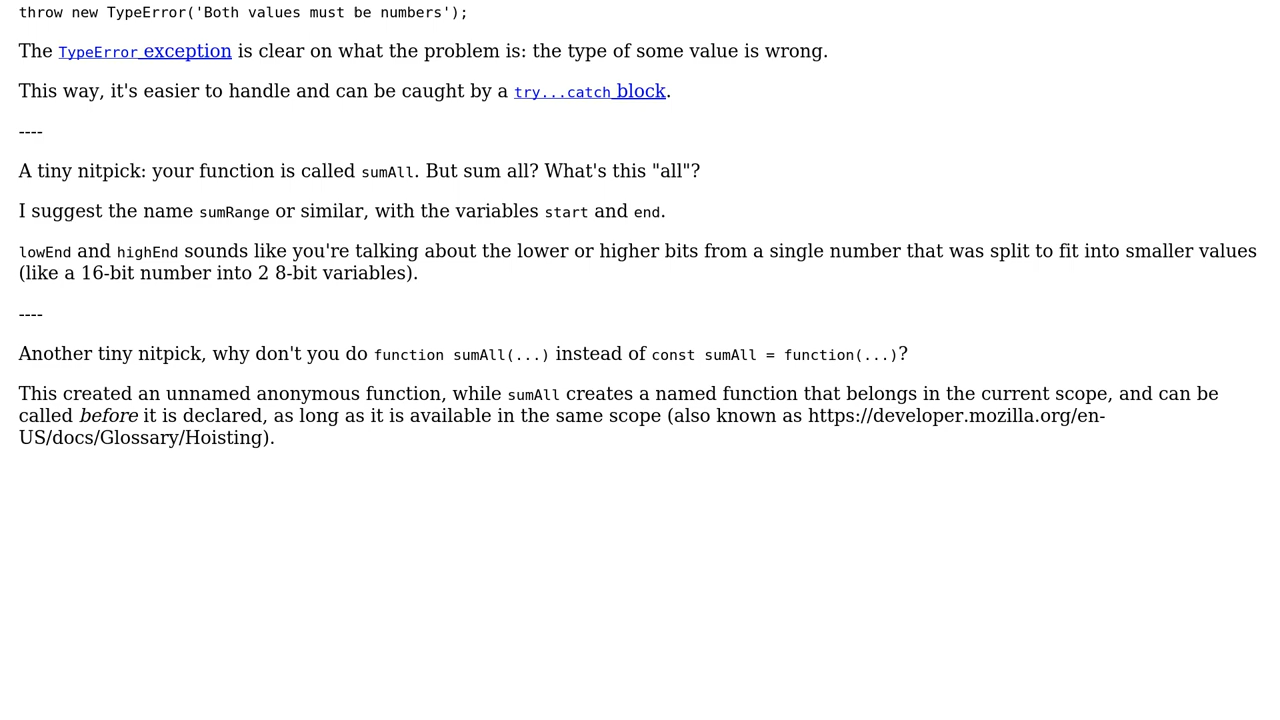 throw new TypeError('Both values must be numbers');
The TypeError exception is clear on what the problem is: the type of some value is wrong.
This way, it's easier to handle and can be caught by a try...catch block.
----
A tiny nitpick: your function is called sumAll. But sum all? What's this "all"?
I suggest the name sumRange or similar, with the variables start and end.
lowEnd and highEnd sounds like you're talking about the lower or higher bits from a single number that was split to fit into smaller values
(like a 16-bit number into 2 8-bit variables).
----
Another tiny nitpick, why don't you do function sumAll(...) instead of const sumAll = function(...)?
This created an unnamed anonymous function, while sumAll creates a named function that belongs in the current scope, and can be
called before it is declared, as long as it is available in the same scope (also known as https://developer.mozilla.org/en-
US/docs/Glossary/Hoisting).